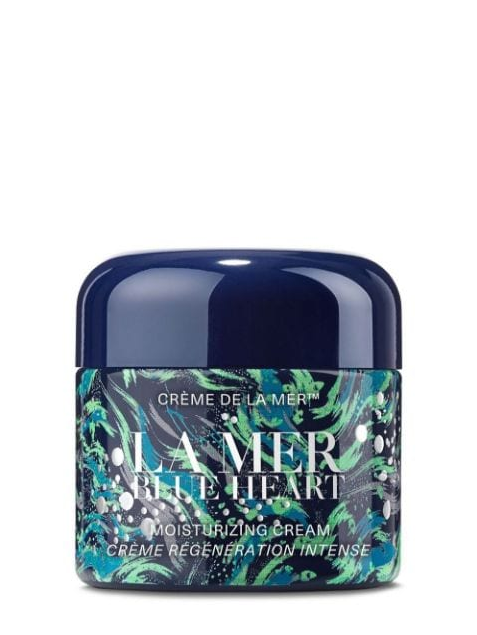 CRÈME DE LA MER™
LA MER
BLUE HEART
MOISTURIZING CREAM
CRÈME RÉGÉNÉRATION INTENSE